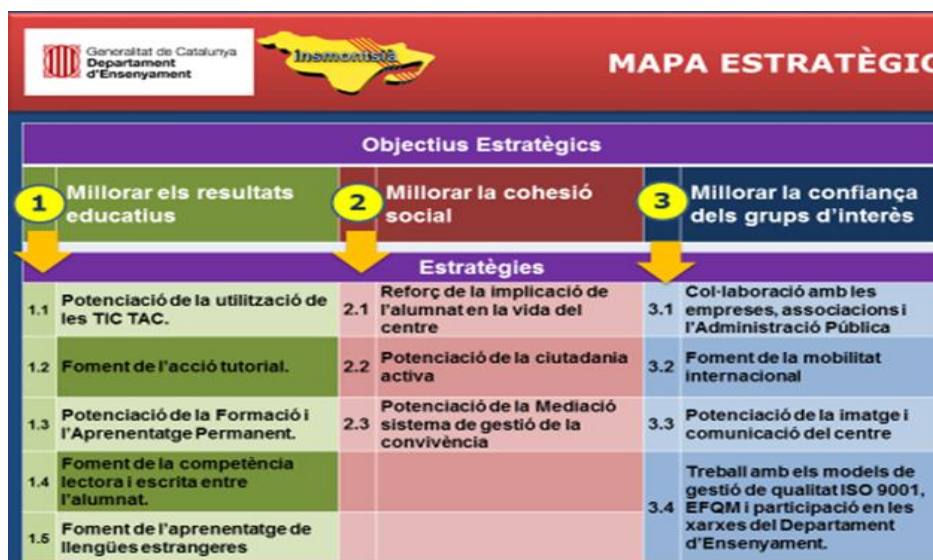 Generalitat de Catalunya
Departament
d'Ensenyament
Insmontsià
MAPA ESTRATÈGIC
Objectius Estratègics
1
Millorar els resultats
educatius
2
Millorar la cohesió
social
3
Millorar la confiança
dels grups d'interès
Estratègies
1.1
Potenciació de la utilització de
les TIC TAC.
2.1
Reforç de la implicació de
l'alumnat en la vida del
centre
3.1
Col·laboració amb les
empreses, associacions i
l'Administració Pública
1.2
Foment de l'acció tutorial.
2.2
Potenciació de la ciutadania
activa
3.2
Foment de la mobilitat
internacional
1.3
Potenciació de la Formació i
l'Aprenentatge Permanent.
2.3
Potenciació de la Mediació
sistema de gestió de la
convivència
3.3
Potenciació de la imatge i
comunicació del centre
1.4
Foment de la competència
lectora i escrita entre
l'alumnat.
3.4
Treball amb els models de
gestió de qualitat ISO 9001,
EFQM i participació en les
xarxes del Departament
d'Ensenyament.
1.5
Foment de l'aprenentatge de
llengües estrangeres